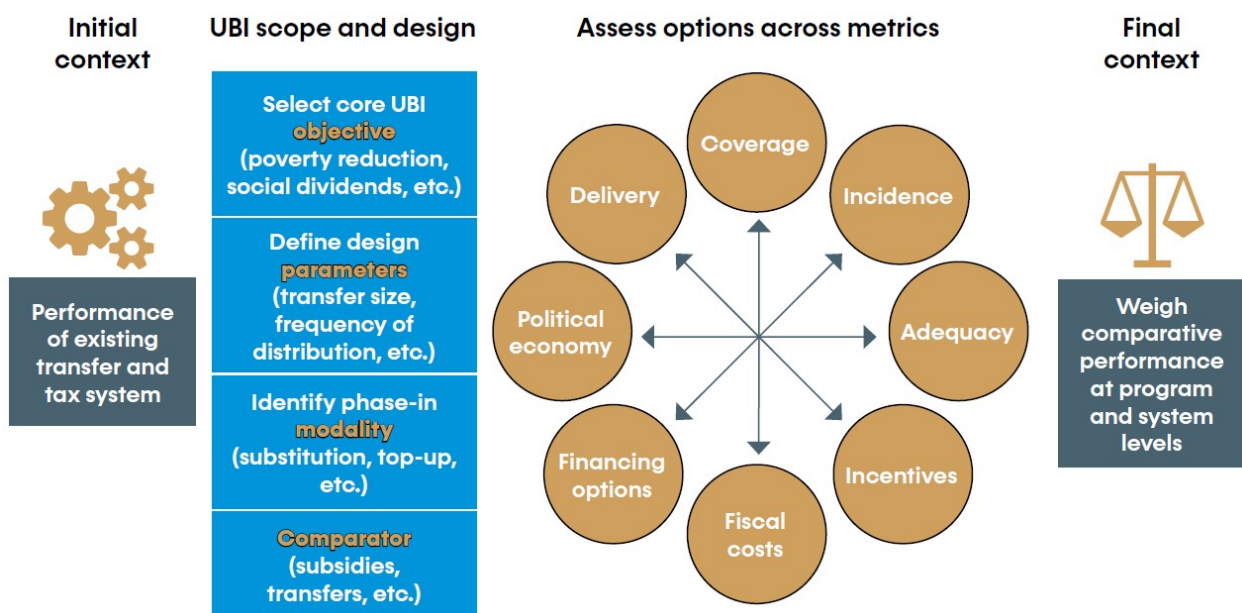 Initial
context
UBI scope and design
Assess options across metrics
Final
context
Performance
of existing
transfer and
tax system
Select core UBI
objective
(poverty reduction,
social dividends, etc.)
Define design
parameters
(transfer size,
frequency of
distribution, etc.)
Identify phase-in
modality
(substitution, top-up,
etc.)
Comparator
(subsidies,
transfers, etc.)
Coverage
Incidence
Adequacy
Incentives
Fiscal
costs
Financing
options
Political
economy
Delivery
Weigh
comparative
performance
at program
and system
levels